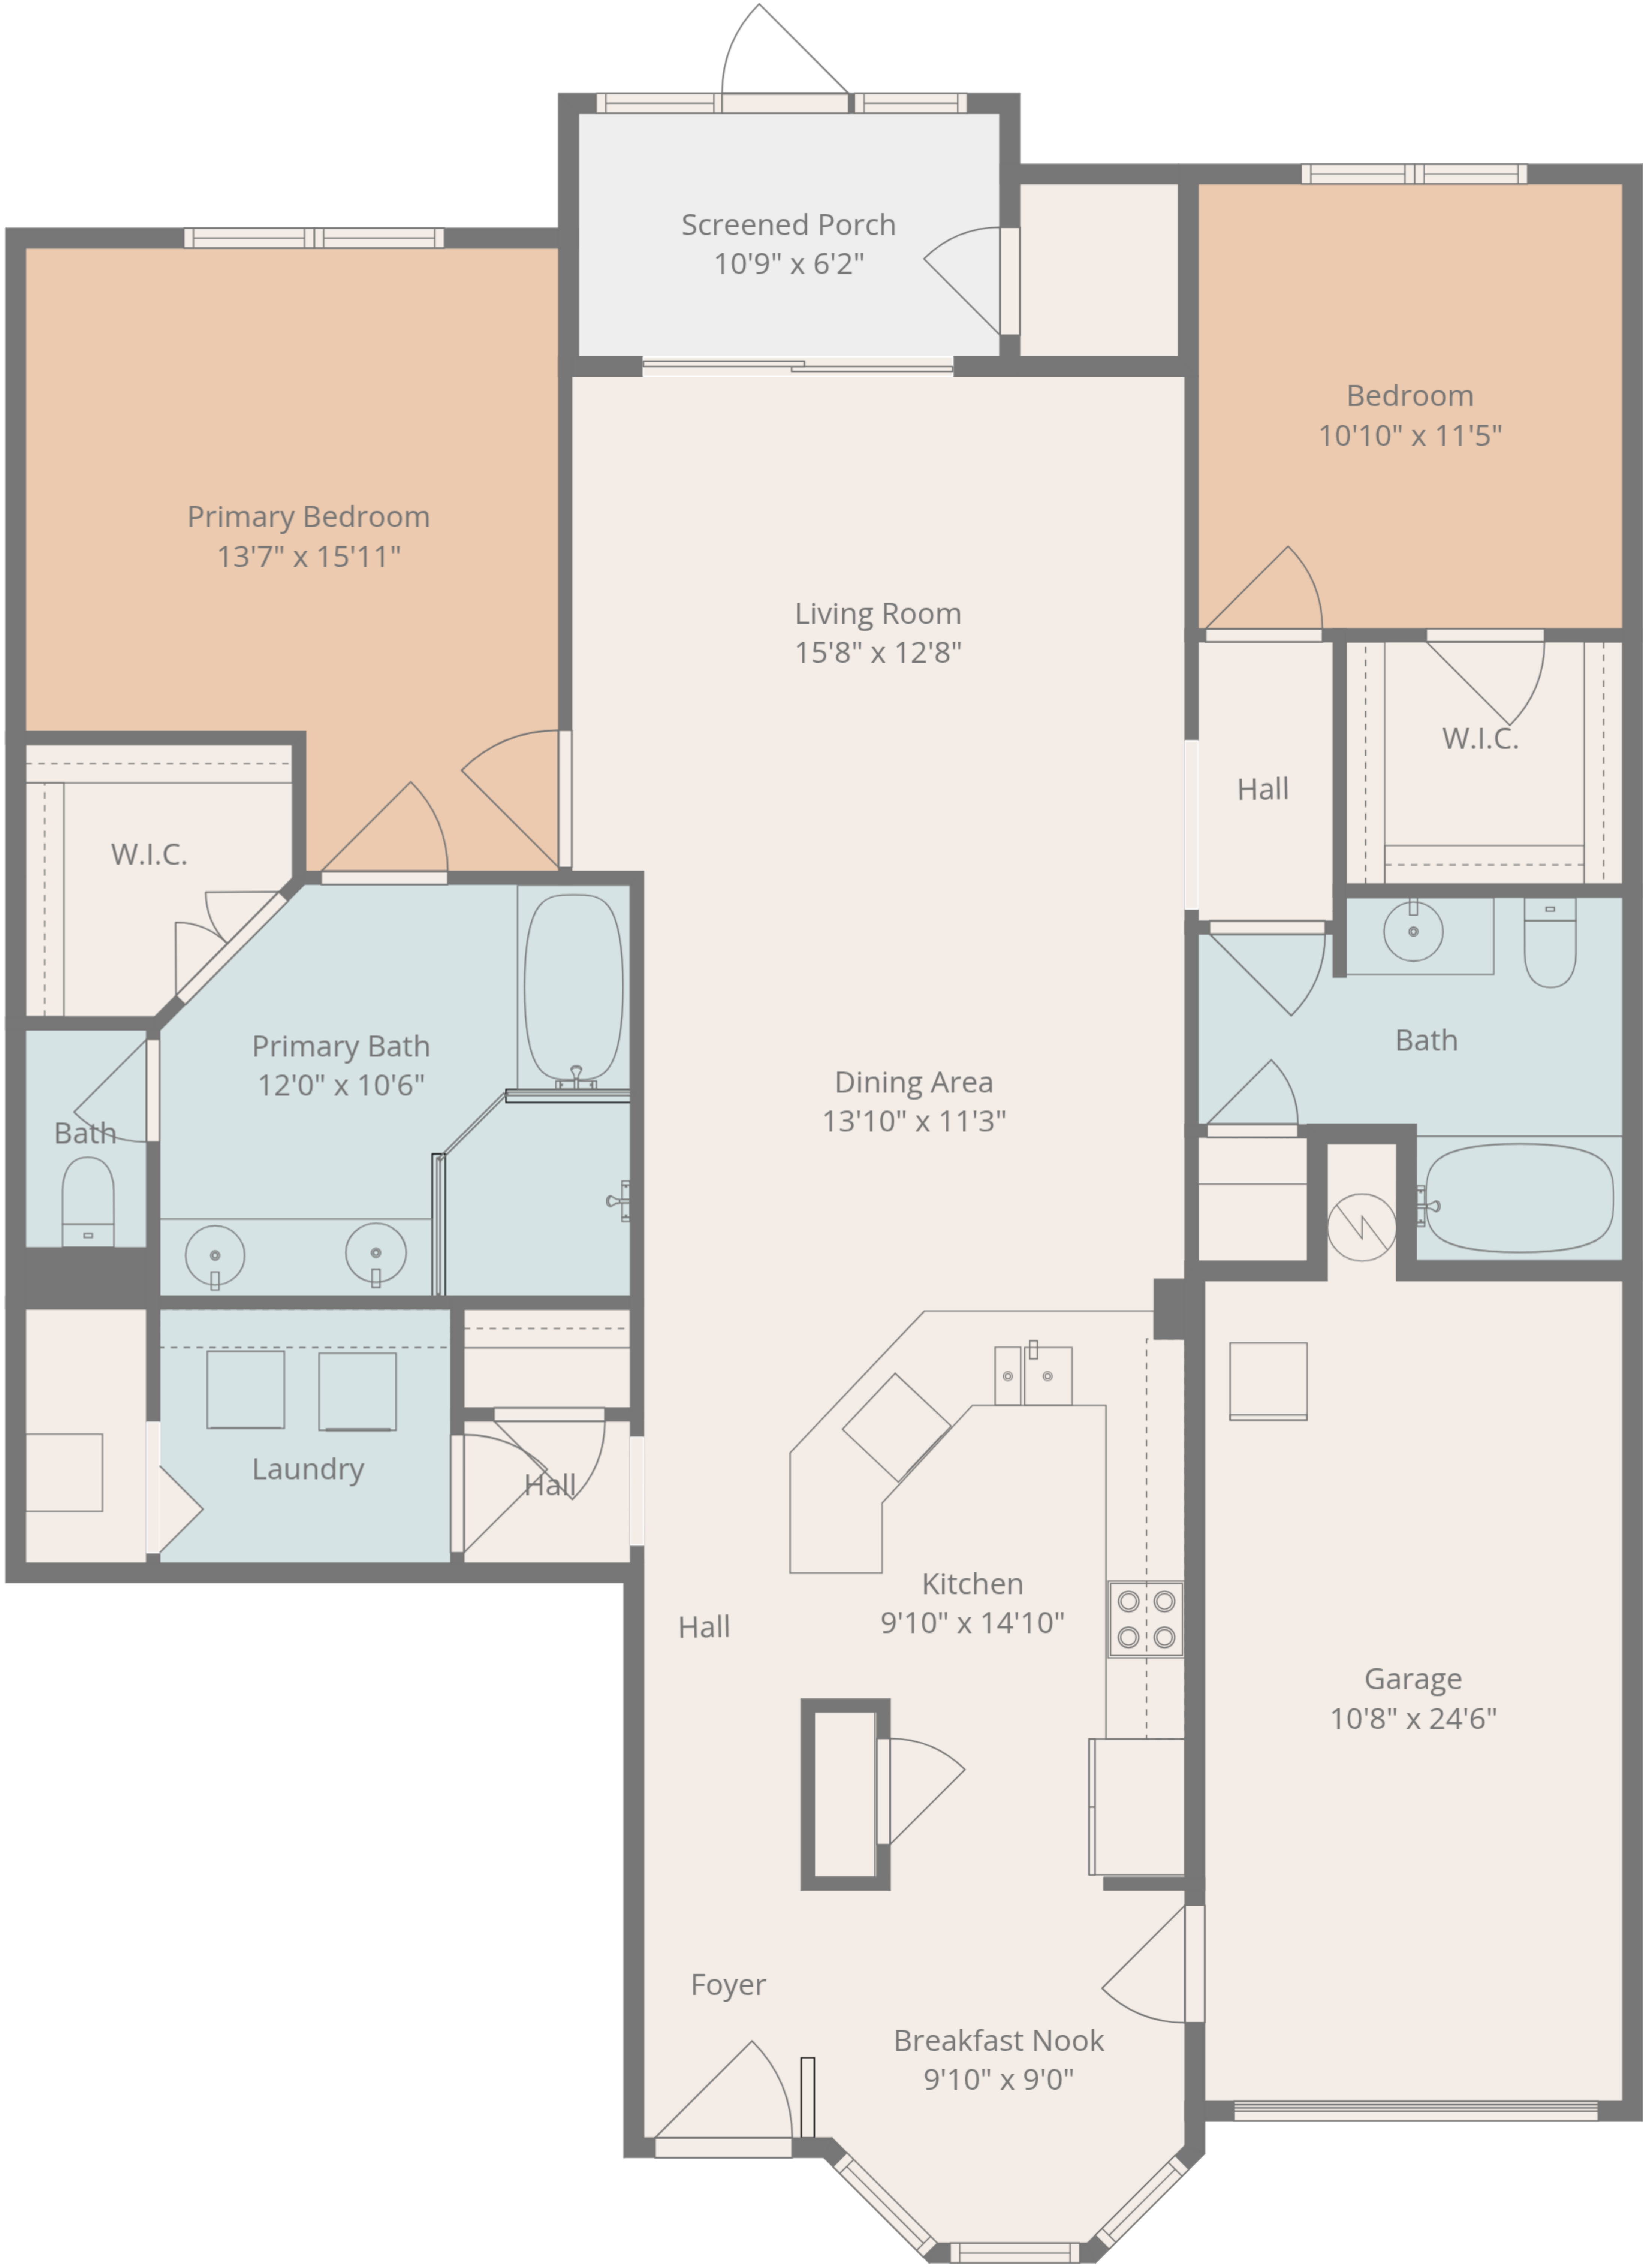 Screened Porch
10'9" x 6'2"
Bedroom
10'10" x 11'5"
Primary Bedroom
13'7" x 15'11"
Living Room
15'8" x 12'8"
W.I.C.
Hall
W.I.C.
Primary Bath
12'0" x 10'6"
Bath
Dining Area
13'10" x 11'3"
Bath
Laundry
Hall
Kitchen
9'10" x 14'10"
Hall
Garage
10'8" x 24'6"
Foyer
Breakfast Nook
9'10" x 9'0"